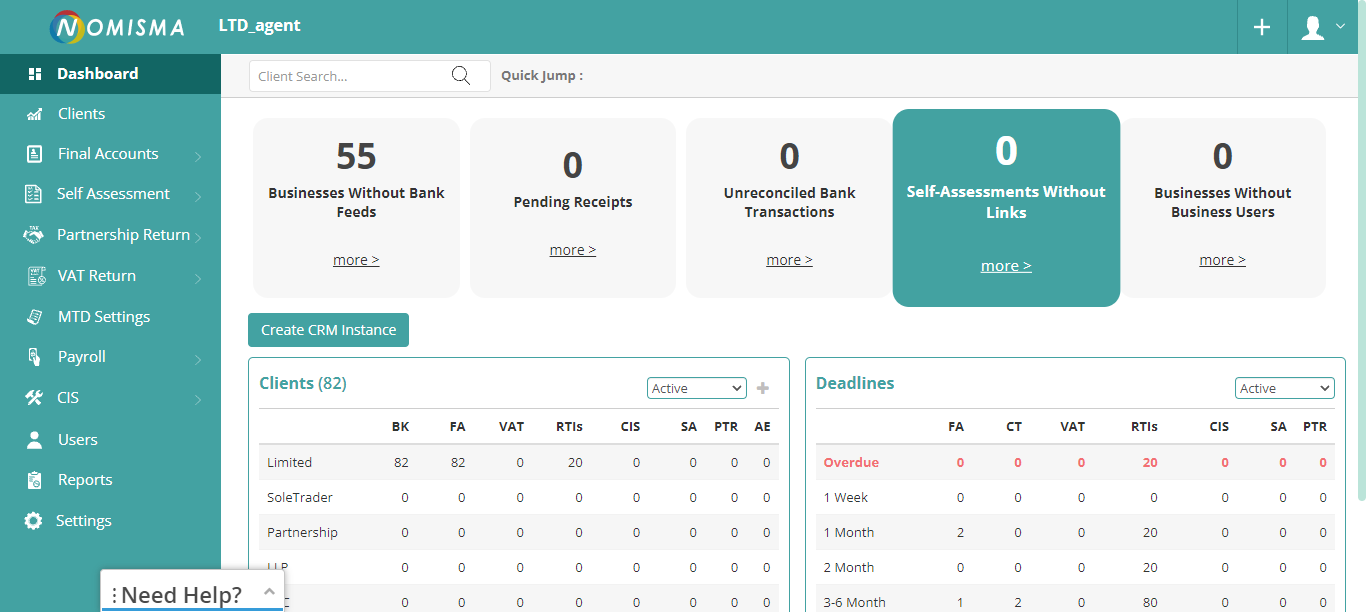 NOMISMA
LTD_agent
Dashboard
Clients
Final Accounts
Self Assessment
Partnership Return
VAT Return
MTD Settings
Payroll
CIS
Users
Reports
Settings
Client Search...
Quick Jump :
55
Businesses Without Bank
Feeds
more >
0
Pending Receipts
more >
0
Unreconciled Bank
Transactions
more >
0
Self-Assessments Without
Links
more >
0
Businesses Without
Business Users
more >
Create CRM Instance
Clients (82)
Active
BK FA VAT RTIs CIS SA PTR AE
Limited 82 82 0 20 0 0 0 0
SoleTrader 0 0 0 0 0 0 0 0
Partnership 0 0 0 0 0 0 0 0
LLP 0 0 0 0 0 0 0 0
C 0 0 0 0 0 0 0 0
Deadlines
Active
FA CT VAT RTIs CIS SA PTR
Overdue 0 0 0 20 0 0 0
1 Week 0 0 0 0 0 0 0
1 Month 2 0 0 20 0 0 0
2 Month 0 0 0 20 0 0 0
3-6 Month 1 2 0 80 0 0 0
Need Help?